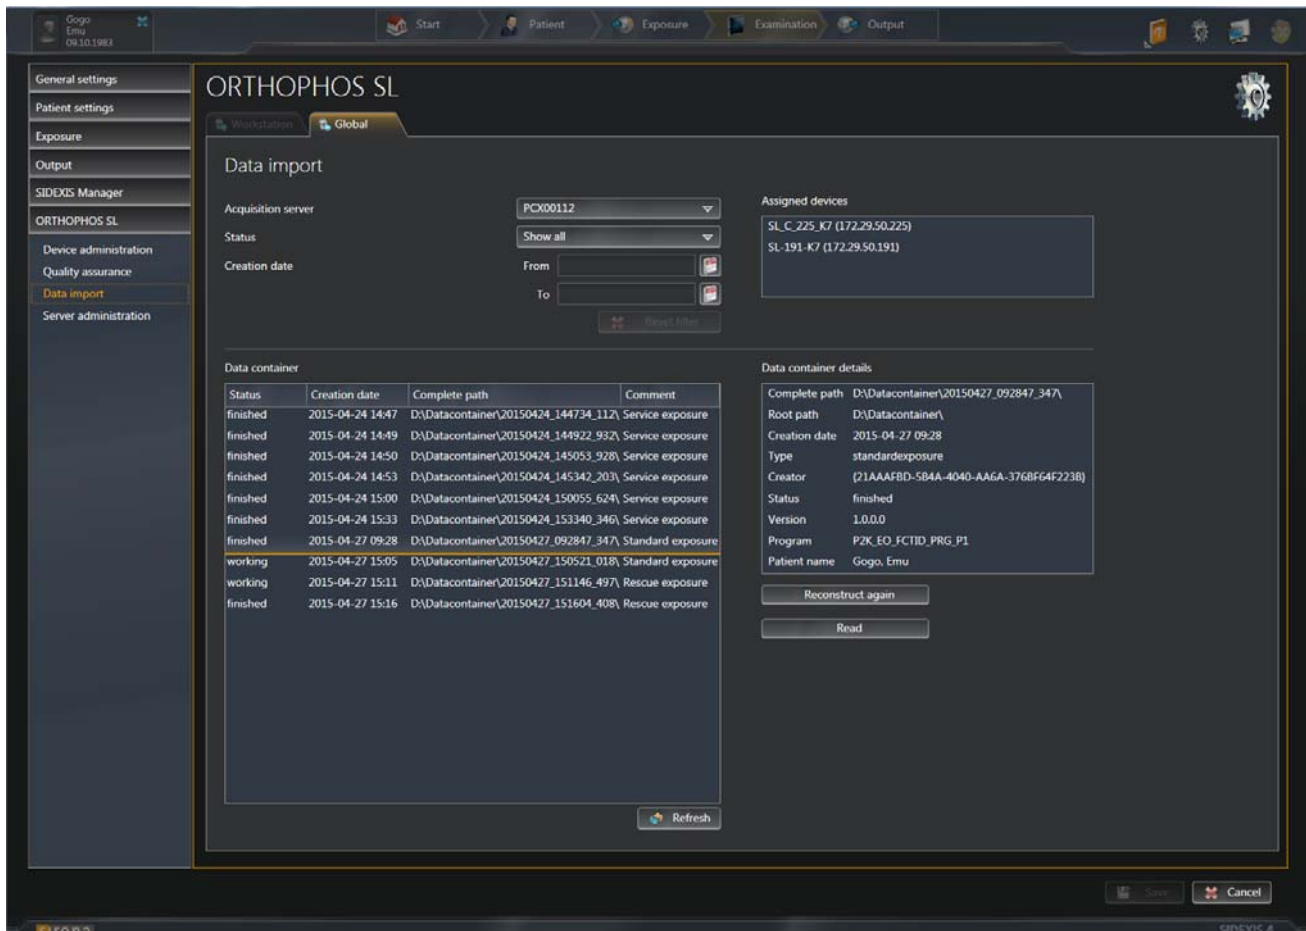 Gogo
Emu
09.10.1983
Start
Patient
Exposure
Examination
Output
General settings
Patient settings
Exposure
Output
SIDEXIS Manager
ORTHOPHOS SL
Device administration
Quality assurance
Data import
Server administration
ORTHOPHOS SL
Workstation
Global
Data import
Acquisition server
PCX00112
Status
Show all
Creation date
From
To
Reset filter
Assigned devices
SL_C_225_K7 (172.29.50.225)
SL-191-K7 (172.29.50.191)
Data container
Status Creation date Complete path Comment
finished 2015-04-24 14:47 D:\Datacontainer\20150424_144734_112\ Service exposure
finished 2015-04-24 14:49 D:\Datacontainer\20150424_144922_932\ Service exposure
finished 2015-04-24 14:50 D:\Datacontainer\20150424_145053_928\ Service exposure
finished 2015-04-24 14:53 D:\Datacontainer\20150424_145342_203\ Service exposure
finished 2015-04-24 15:00 D:\Datacontainer\20150424_150055_624\ Service exposure
finished 2015-04-24 15:33 D:\Datacontainer\20150424_153340_346\ Service exposure
finished 2015-04-27 09:28 D:\Datacontainer\20150427_092847_347\ Standard exposure
working 2015-04-27 15:05 D:\Datacontainer\20150427_150521_018\ Standard exposure
working 2015-04-27 15:11 D:\Datacontainer\20150427_151146_497\ Rescue exposure
finished 2015-04-27 15:16 D:\Datacontainer\20150427_151604_408\ Rescue exposure
Refresh
Data container details
Complete path D:\Datacontainer\20150427_092847_347\
Root path D:\Datacontainer\
Creation date 2015-04-27 09:28
Type standardexposure
Creator {21AAAFBD-5B4A-4040-AA6A-376BF64F223B}
Status finished
Version 1.0.0.0
Program P2K_EO_FCTID_PRG_P1
Patient name Gogo, Emu
Reconstruct again
Read
Save
Cancel
sirona
SIDEXIS 4